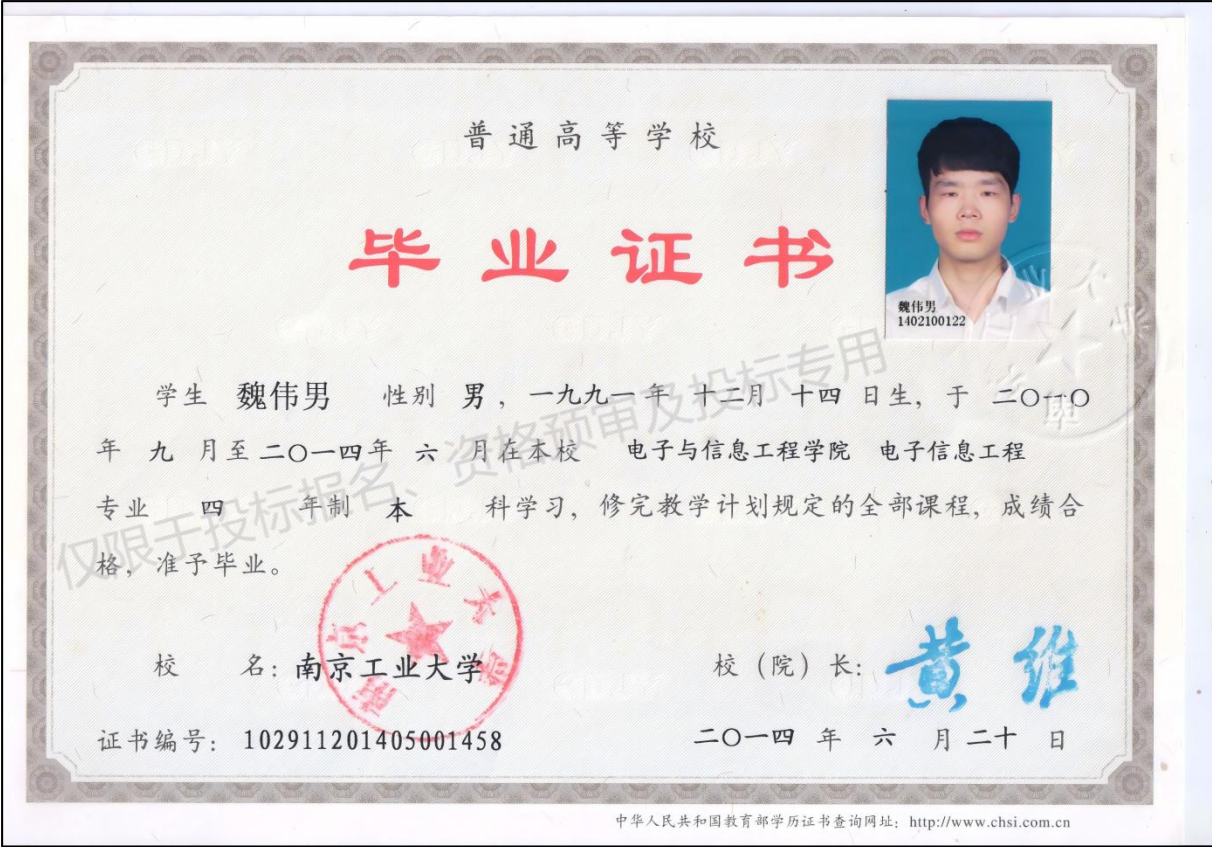 普通高等学校
毕业证书
魏伟男
1402100122
学生 魏伟男 性别 男，一九九一年 十二月 十四 日生，于 二〇一〇
年 九 月至二〇一四年 六 月在本校 电子与信息工程学院 电子信息工程
专业 四 年制 本 科学习，修完教学计划规定的全部课程，成绩合
格，准予毕业。
仅限于投标报名、资格预审及投标专用
南京工业大学
校 名：南京工业大学 校（院）长：黄维
证书编号：102911201405001458 二〇一四 年 六 月 二十 日
中华人民共和国教育部学历证书查询网址：http://www.chsi.com.cn